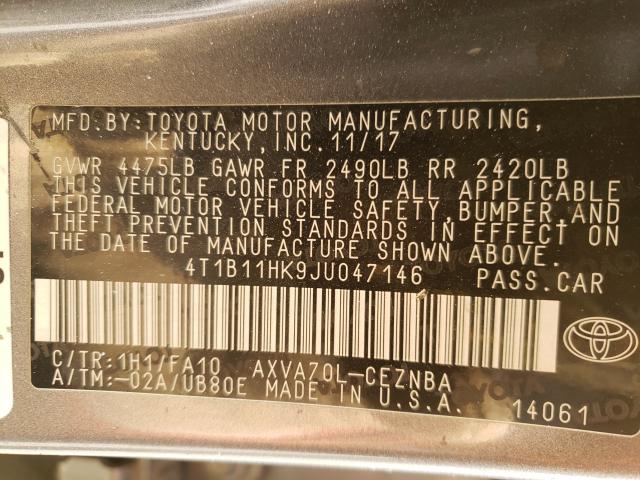 MFD.BY:TOYOTA MOTOR MANUFACTURING,
KENTUCKY,INC.11/17
GVWR 4475LB GAWR FR 2490LB RR 2420LB
THIS VEHICLE CONFORMS TO ALL APPLICABLE
FEDERAL MOTOR VEHICLE SAFETY,BUMPER,AND
THEFT PREVENTION STANDARDS IN EFFECT ON
THE DATE OF MANUFACTURE SHOWN ABOVE.
4T1B11HK9JU047146 PASS.CAR
C/TR:1H1/FA10 AXVA70L-CEZNBA
A/TM:-02A/UB80E MADE IN U.S.A. 14061